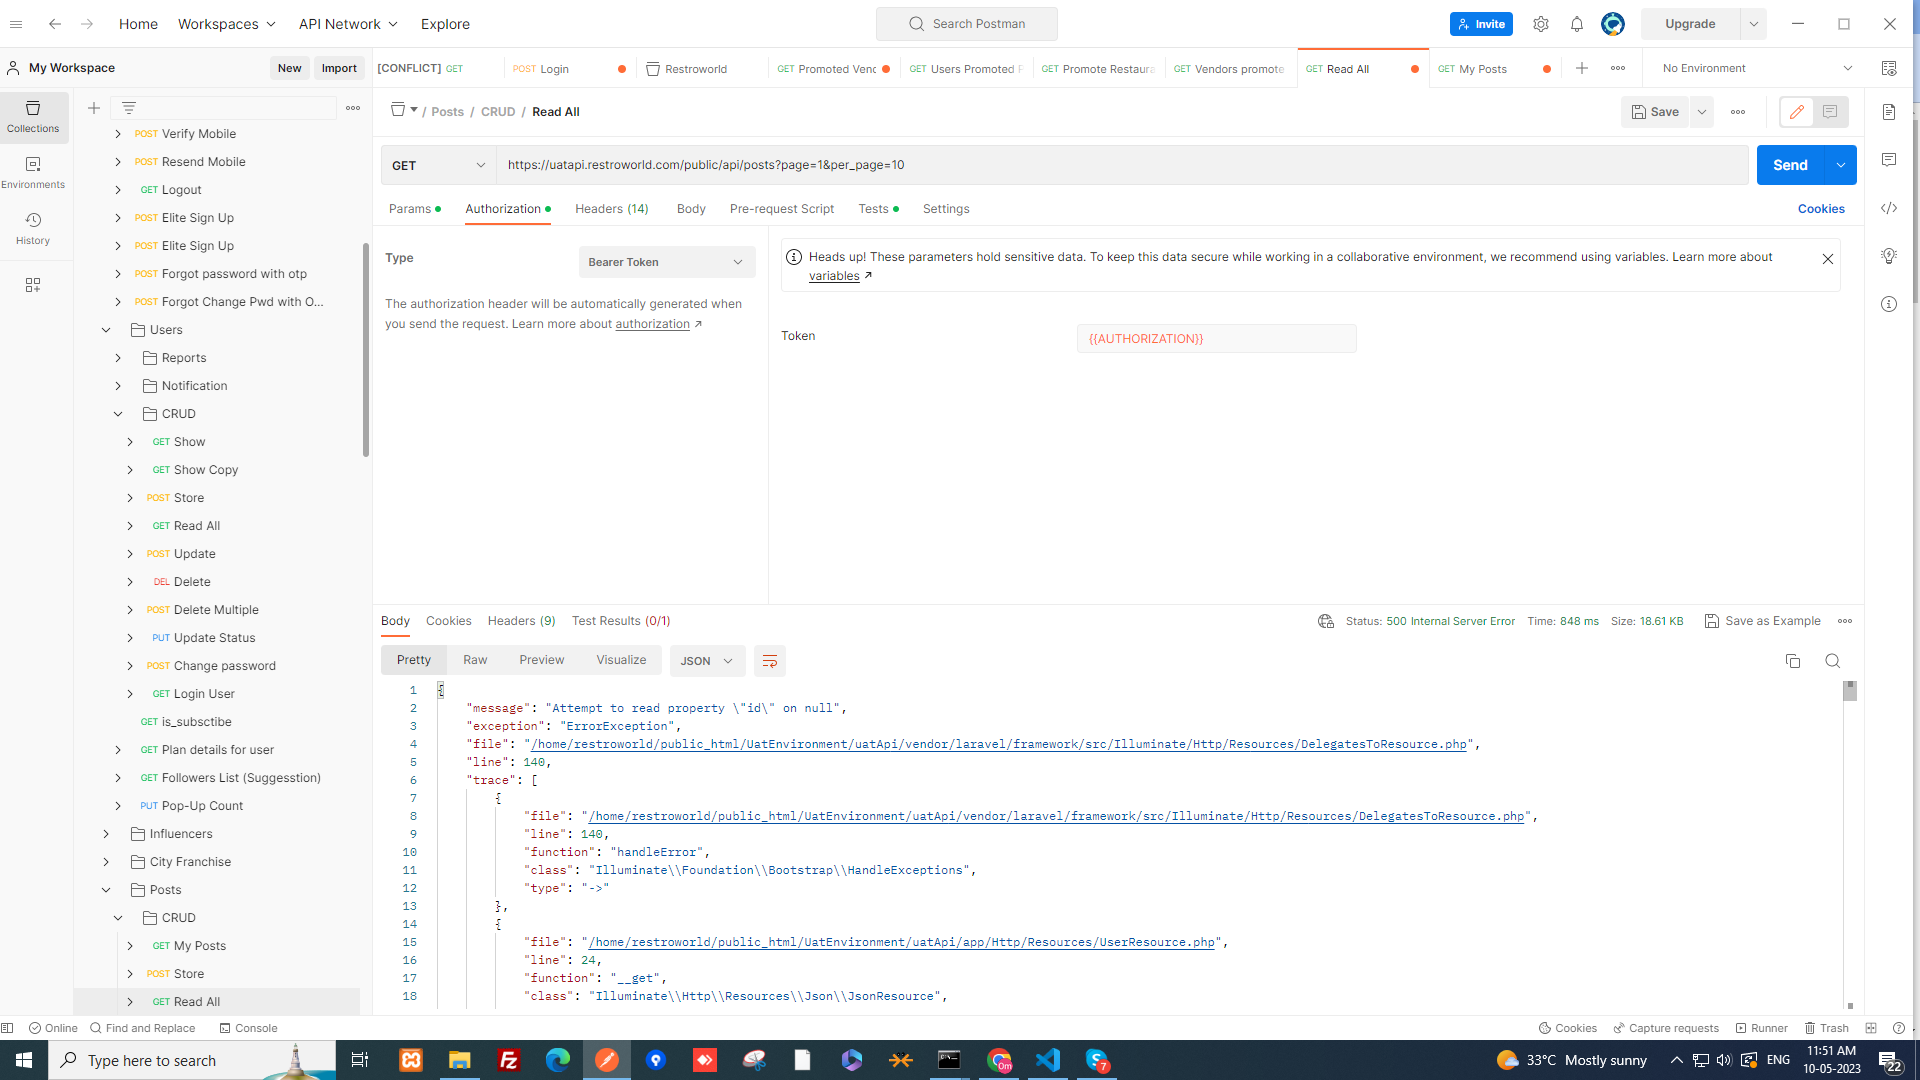 Home
Workspaces
API Network
Explore
Search Postman
Invite
Upgrade
My Workspace
New
Import
[CONFLICT] GET
POST Login
Restroworld
GET Promoted Venc
GET Users Promoted F
GET Promote Restaura
GET Vendors promote
GET Read All
GET My Posts
No Environment
Collections
Environments
History
POST Verify Mobile
POST Resend Mobile
GET Logout
POST Elite Sign Up
POST Elite Sign Up
POST Forgot password with otp
POST Forgot Change Pwd with O...
Users
Reports
Notification
CRUD
GET Show
GET Show Copy
POST Store
GET Read All
POST Update
DEL Delete
POST Delete Multiple
PUT Update Status
POST Change password
GET Login User
GET is_subsctibe
GET Plan details for user
GET Followers List (Suggesstion)
PUT Pop-Up Count
Influencers
City Franchise
Posts
CRUD
GET My Posts
POST Store
GET Read All
/ Posts / CRUD / Read All
Save
GET
https://uatapi.restroworld.com/public/api/posts?page=1&per_page=10
Send
Params
Authorization
Headers (14)
Body
Pre-request Script
Tests
Settings
Cookies
Type
Bearer Token
The authorization header will be automatically generated when
you send the request. Learn more about authorization ↗
Heads up! These parameters hold sensitive data. To keep this data secure while working in a collaborative environment, we recommend using variables. Learn more about
variables ↗
Token
{{AUTHORIZATION}}
Body
Cookies
Headers (9)
Test Results (0/1)
Status: 500 Internal Server Error
Time: 848 ms
Size: 18.61 KB
Save as Example
Pretty
Raw
Preview
Visualize
JSON
1 {
2 "message": "Attempt to read property \"id\" on null",
3 "exception": "ErrorException",
4 "file": "/home/restroworld/public_html/UatEnvironment/uatApi/vendor/laravel/framework/src/Illuminate/Http/Resources/DelegatesToResource.php",
5 "line": 140,
6 "trace": [
7 {
8 "file": "/home/restroworld/public_html/UatEnvironment/uatApi/vendor/laravel/framework/src/Illuminate/Http/Resources/DelegatesToResource.php",
9 "line": 140,
10 "function": "handleError",
11 "class": "Illuminate\\Foundation\\Bootstrap\\HandleExceptions",
12 "type": "->"
13 },
14 {
15 "file": "/home/restroworld/public_html/UatEnvironment/uatApi/app/Http/Resources/UserResource.php",
16 "line": 24,
17 "function": "__get",
18 "class": "Illuminate\\Http\\Resources\\Json\\JsonResource",
Online
Find and Replace
Console
Cookies
Capture requests
Runner
Trash
Type here to search
33°C Mostly sunny
ENG
11:51 AM
10-05-2023
22
0m
7